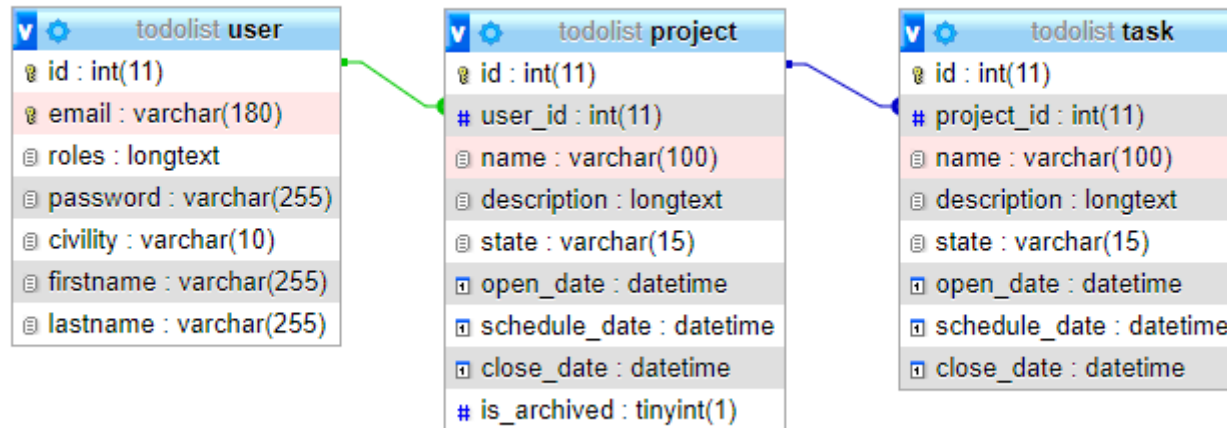 todolist user
id : int(11)
email : varchar(180)
roles : longtext
password : varchar(255)
civility : varchar(10)
firstname : varchar(255)
lastname : varchar(255)
todolist project
id : int(11)
# user_id : int(11)
name : varchar(100)
description : longtext
state : varchar(15)
open_date : datetime
schedule_date : datetime
close_date : datetime
# is_archived : tinyint(1)
todolist task
id : int(11)
# project_id : int(11)
name : varchar(100)
description : longtext
state : varchar(15)
open_date : datetime
schedule_date : datetime
close_date : datetime